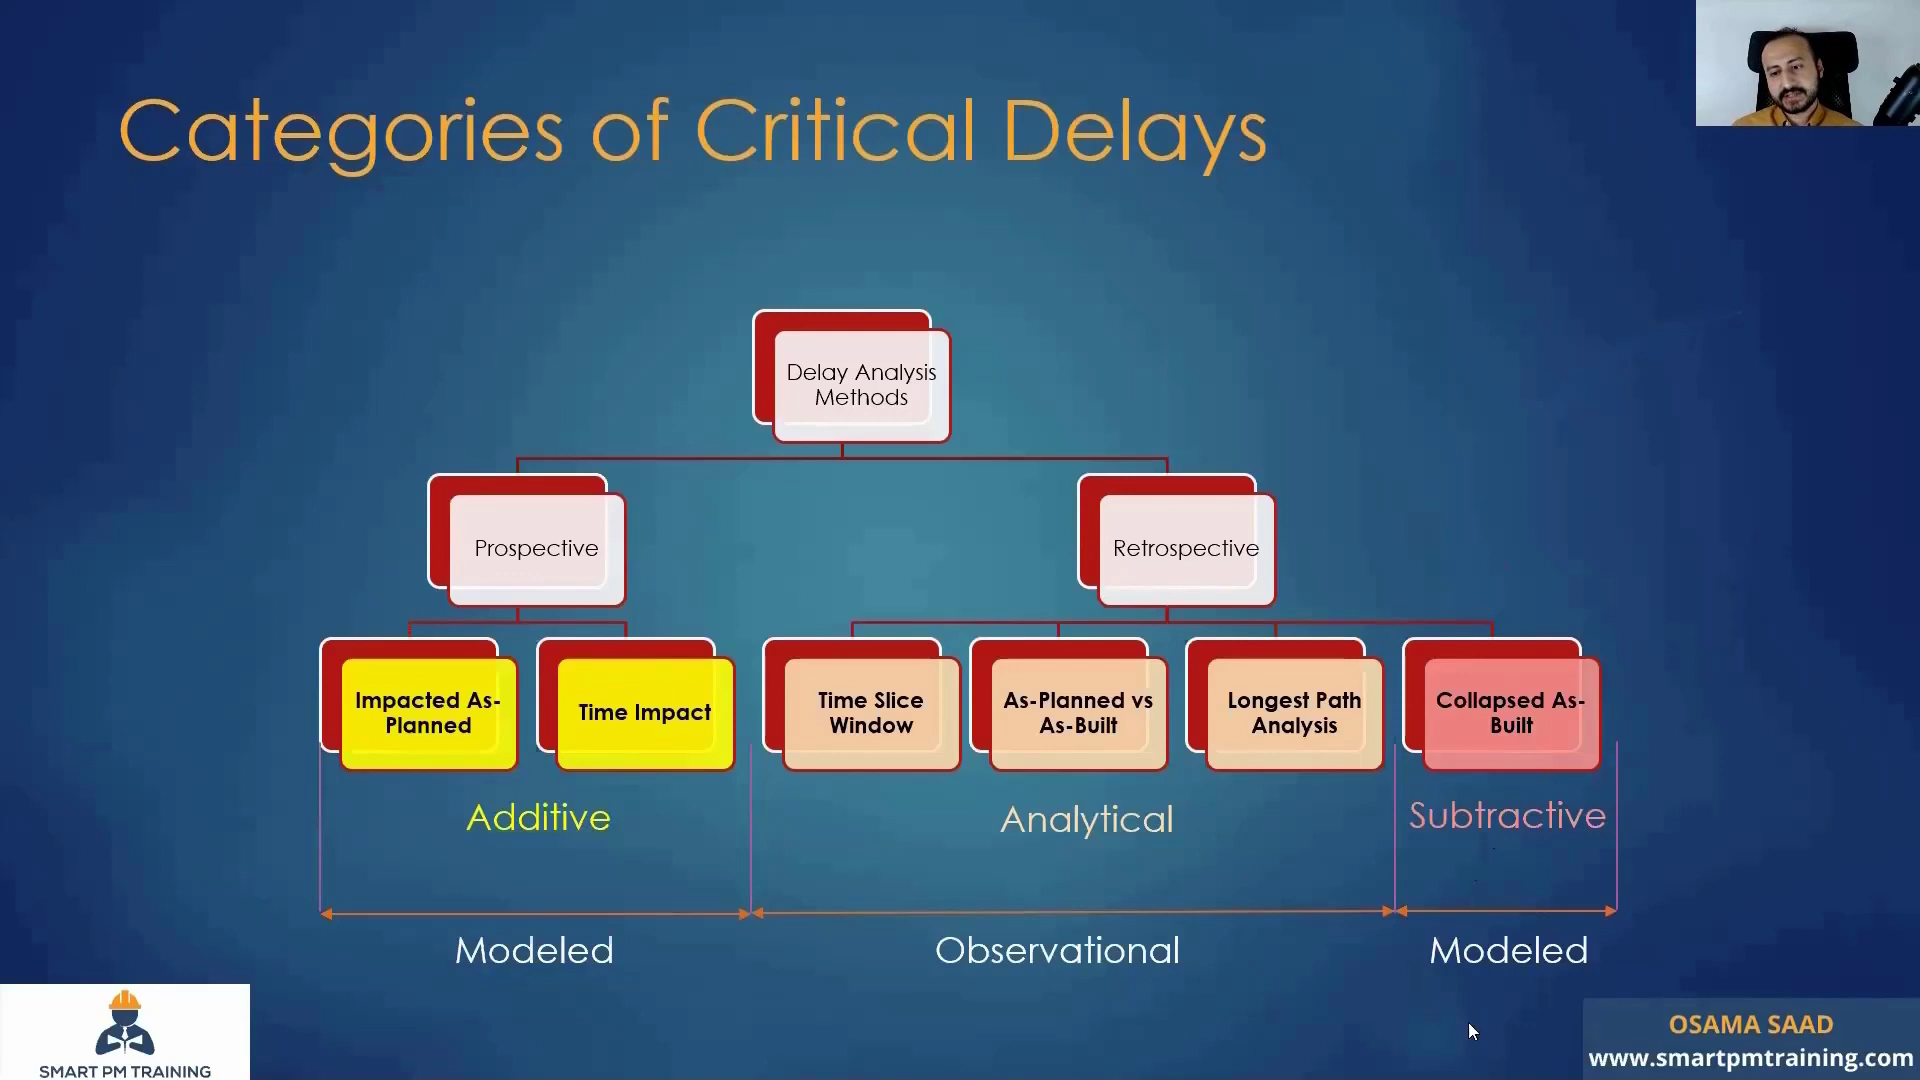 Categories of Critical Delays
Delay Analysis
Methods
Prospective
Retrospective
Impacted As-
Planned
Time Impact
Time Slice
Window
As-Planned vs
As-Built
Longest Path
Analysis
Collapsed As-
Built
Additive
Analytical
Subtractive
Modeled
Observational
Modeled
SMART PM TRAINING
OSAMA SAAD
www.smartpmtraining.com